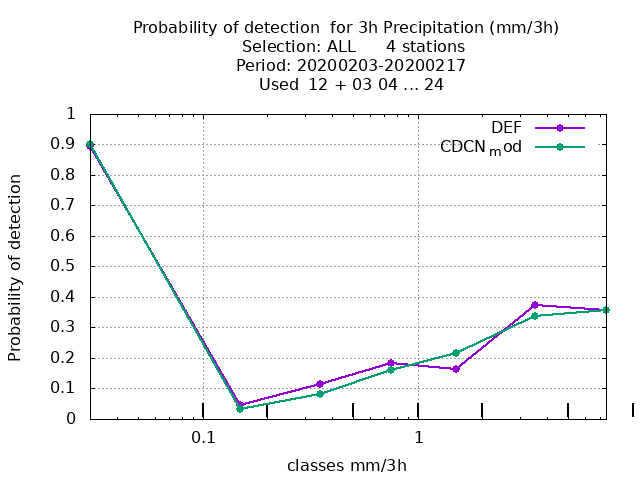 Probability of detection  for 3h Precipitation (mm/3h)
Selection: ALL      4 stations
Period: 20200203-20200217
Used  12 + 03 04 ... 24
1
0.9
0.8
0.7
0.6
0.5
0.4
0.3
0.2
0.1
0
Probability of detection
DEF
CDCNmod
0.1
1
classes mm/3h